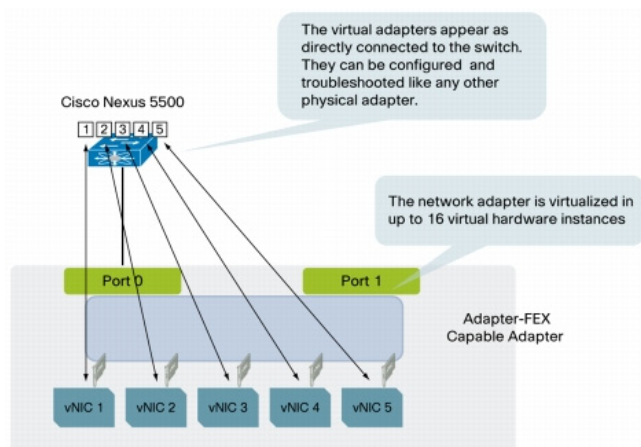 The virtual adapters appear as
directly connected to the switch.
They can be configured and
troubleshooted like any other
physical adapter.
Cisco Nexus 5500
1 2 3 4 5
The network adapter is virtualized in
up to 16 virtual hardware instances
Port 0
Port 1
Adapter-FEX
Capable Adapter
vNIC 1
vNIC 2
vNIC 3
vNIC 4
vNIC 5